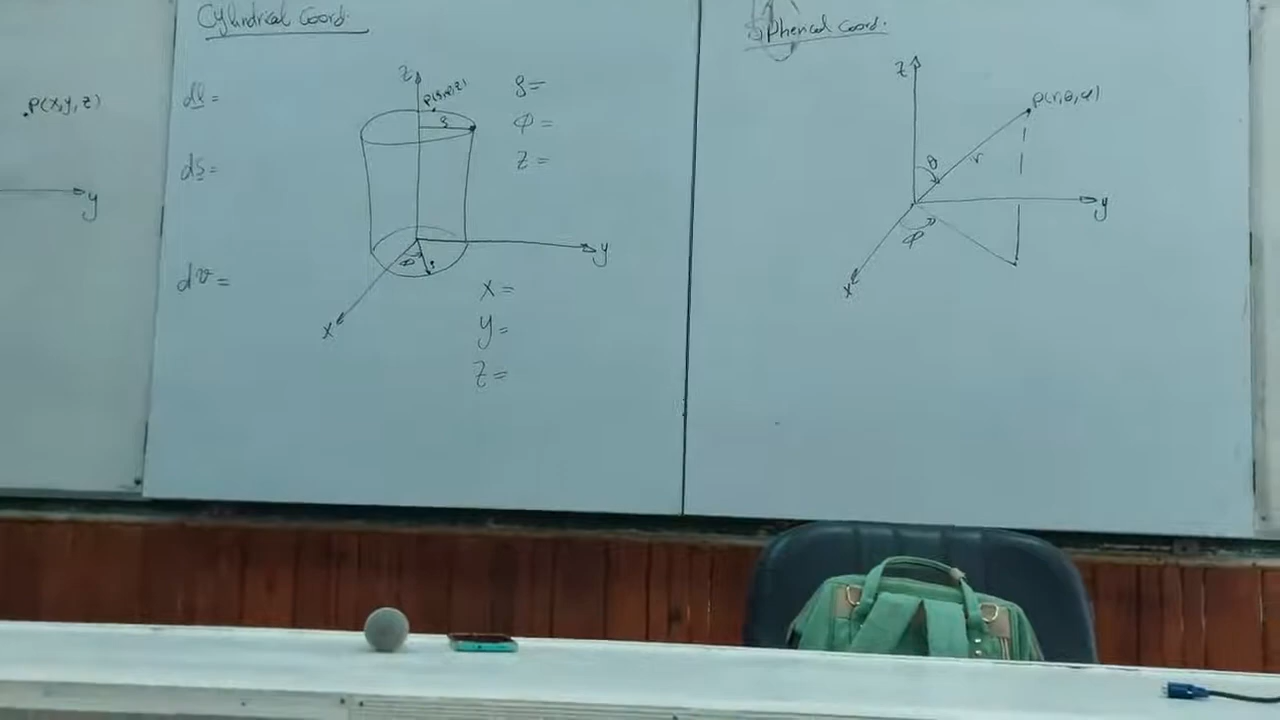 P(x,y,z)
y
Cylindrical Coord.
dl =
ds =
dv =
z
ρ
ϕ
y
x
ρ =
ϕ =
z =
x =
y =
z =
Spherical Coord.
z
P(r,θ,φ)
θ
r
φ
y
x